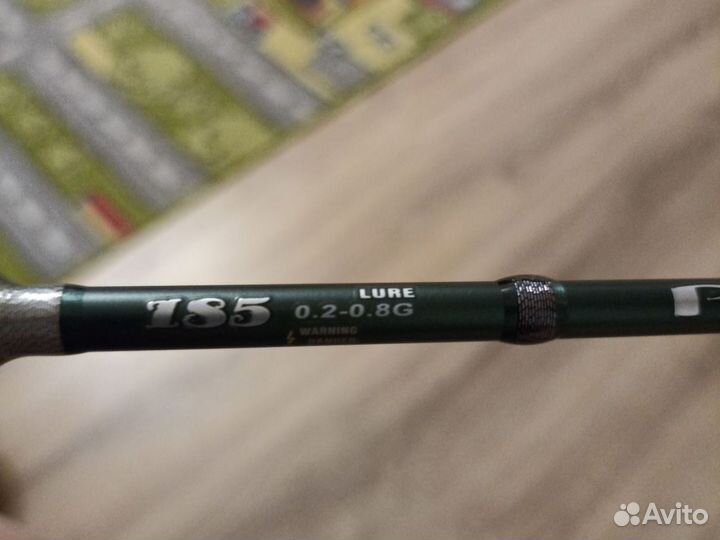 185
LURE
0.2-0.8G
WARNING
DANGER
Avito